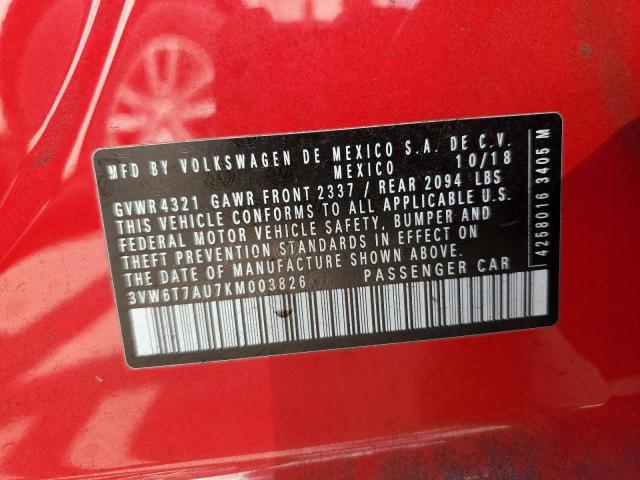 MFD BY VOLKSWAGEN DE MEXICO S.A. DE C.V.
MEXICO 10/18
GVWR 4321 GAWR FRONT 2337 / REAR 2094 LBS
THIS VEHICLE CONFORMS TO ALL APPLICABLE U.S.
FEDERAL MOTOR VEHICLE SAFETY, BUMPER AND
THEFT PREVENTION STANDARDS IN EFFECT ON
THE DATE OF MANUFACTURE SHOWN ABOVE.
3VW6T7AU7KM003826 PASSENGER CAR
4258016 3405 M